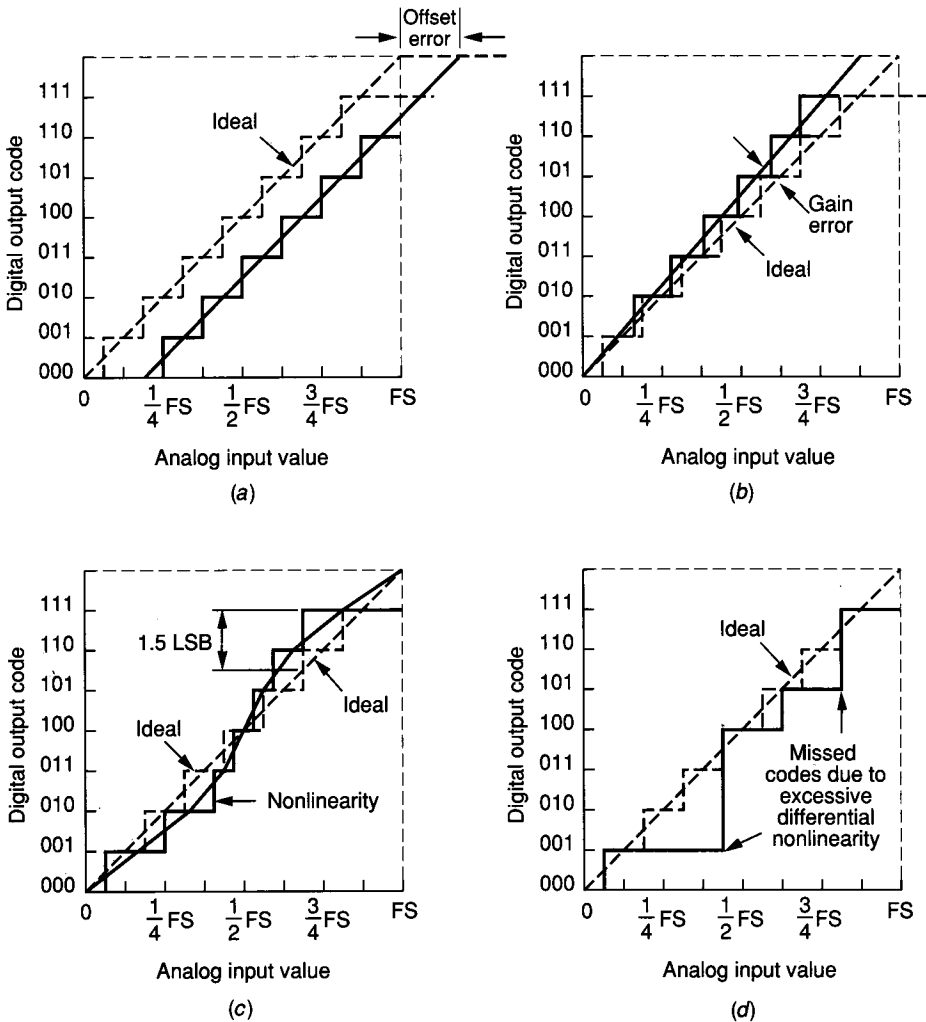 Offset
error
Ideal
Digital output code
111
110
101
100
011
010
001
000
0
1/4 FS
1/2 FS
3/4 FS
FS
Analog input value
(a)
Gain
error
Ideal
Digital output code
111
110
101
100
011
010
001
000
0
1/4 FS
1/2 FS
3/4 FS
FS
Analog input value
(b)
1.5 LSB
Ideal
Ideal
Nonlinearity
Digital output code
111
110
101
100
011
010
001
000
0
1/4 FS
1/2 FS
3/4 FS
FS
Analog input value
(c)
Ideal
Missed
codes due to
excessive
differential
nonlinearity
Digital output code
111
110
101
100
011
010
001
000
0
1/4 FS
1/2 FS
3/4 FS
FS
Analog input value
(d)